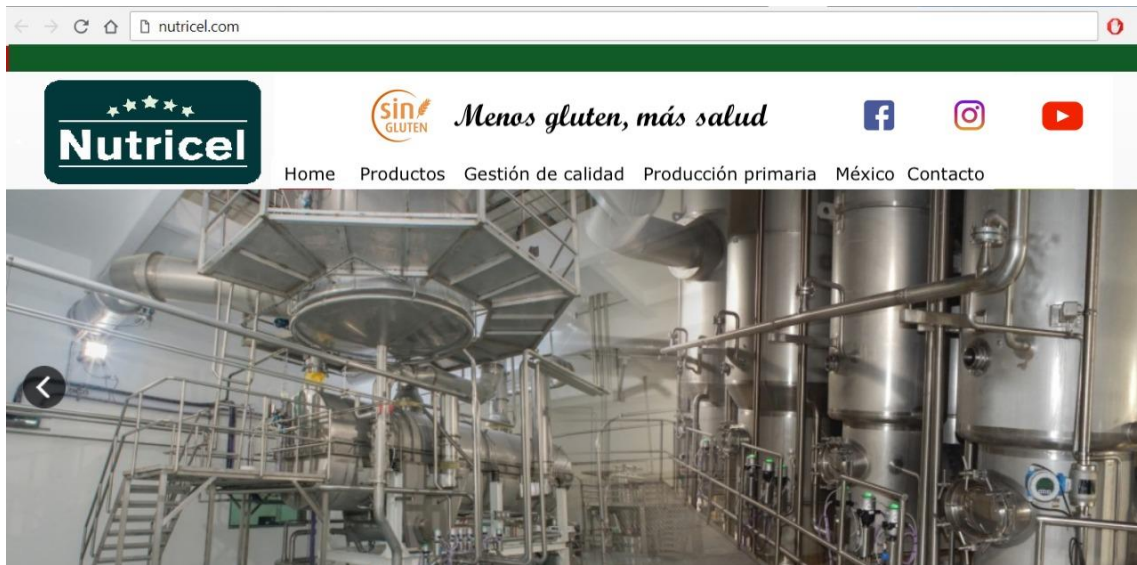 nutricel.com
Nutricel
sin
GLUTEN
Menos gluten, más salud
Home Productos Gestión de calidad Producción primaria México Contacto